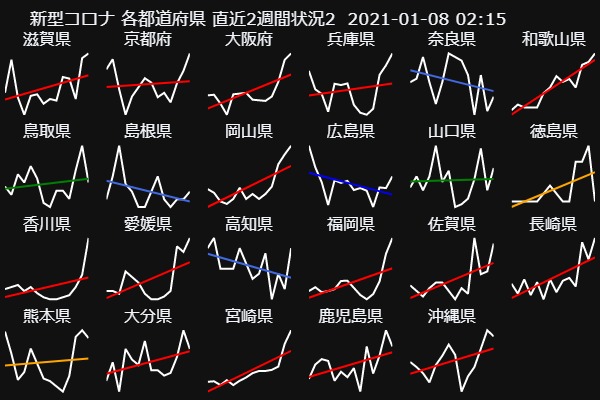 新型コロナ 各都道府県 直近2週間状況2 2021-01-08 02:15
滋賀県 京都府 大阪府 兵庫県 奈良県 和歌山県
鳥取県 島根県 岡山県 広島県 山口県 徳島県
香川県 愛媛県 高知県 福岡県 佐賀県 長崎県
熊本県 大分県 宮崎県 鹿児島県 沖縄県